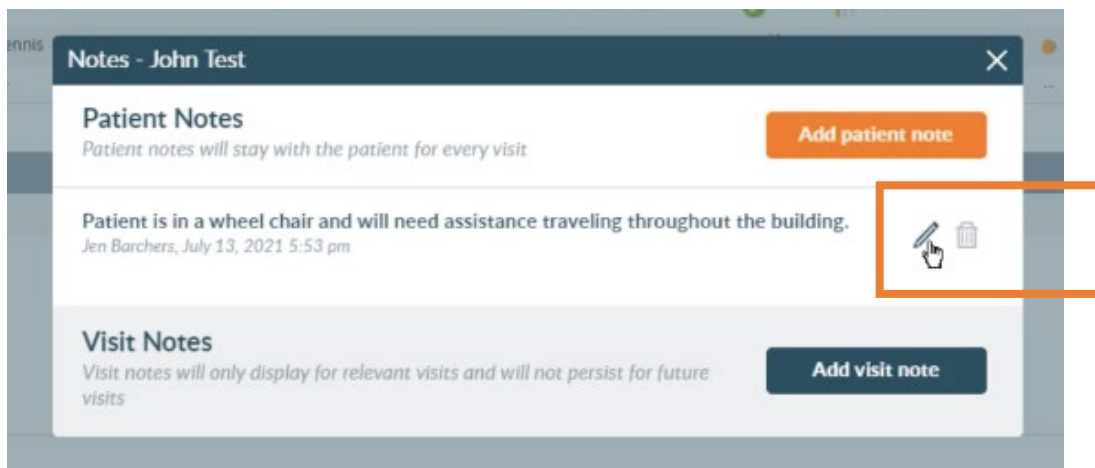 Notes - John Test
Patient Notes
Patient notes will stay with the patient for every visit
Add patient note
Patient is in a wheel chair and will need assistance traveling throughout the building.
Jen Barchers, July 13, 2021 5:53 pm
Visit Notes
Visit notes will only display for relevant visits and will not persist for future
visits
Add visit note